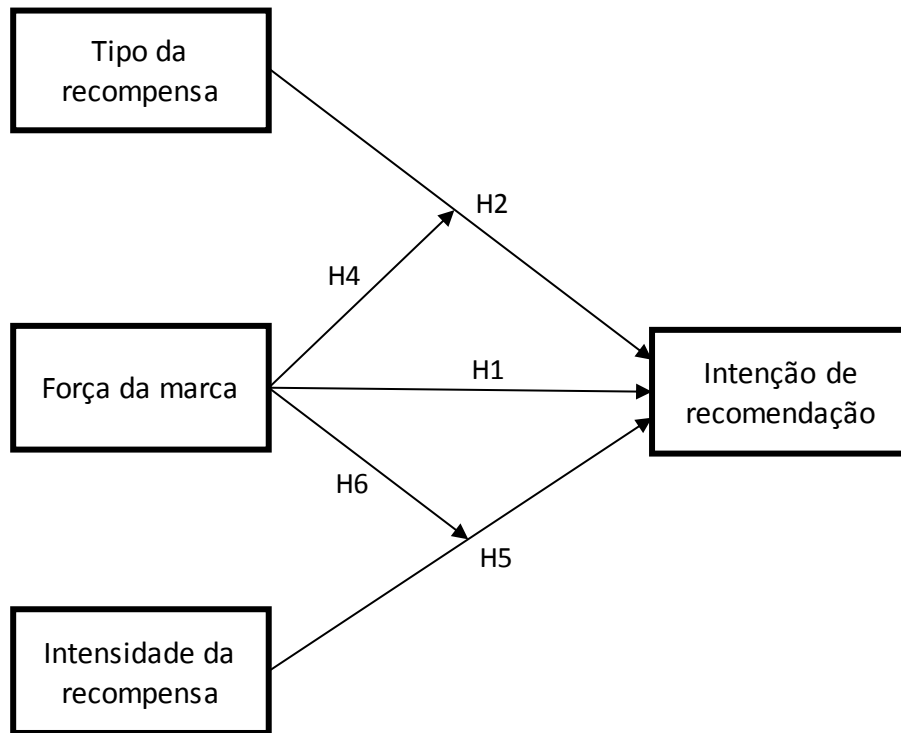 Tipo da
recompensa
H2
H4
Força da marca
H1
Intenção de
recomendação
H6
H5
Intensidade da
recompensa